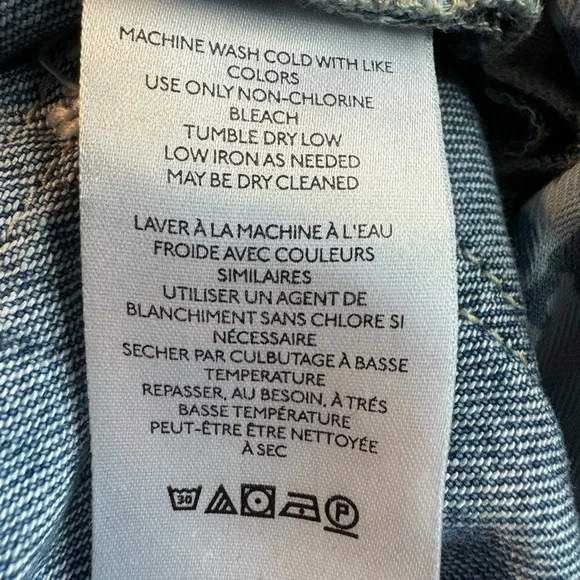 MACHINE WASH COLD WITH LIKE
COLORS
USE ONLY NON-CHLORINE
BLEACH
TUMBLE DRY LOW
LOW IRON AS NEEDED
MAY BE DRY CLEANED
LAVER À LA MACHINE À L'EAU
FROIDE AVEC COULEURS
SIMILAIRES
UTILISER UN AGENT DE
BLANCHIMENT SANS CHLORE SI
NÉCESSAIRE
SECHER PAR CULBUTAGE À BASSE
TEMPERATURE
REPASSER, AU BESOIN, À TRÉS
BASSE TEMPÉRATURE
PEUT-ÊTRE ÊTRE NETTOYÉE
À SEC
30 P